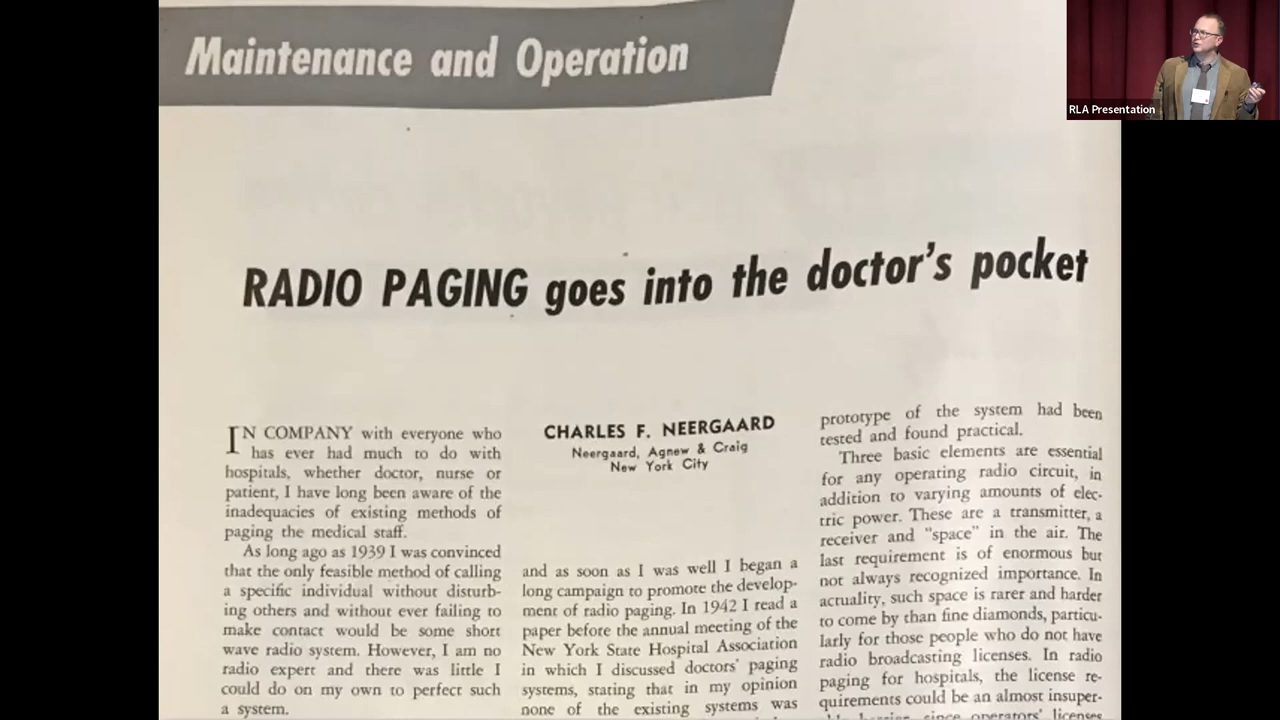 Maintenance and Operation
RLA Presentation
RADIO PAGING goes into the doctor's pocket
IN COMPANY with everyone who
has ever had much to do with
hospitals, whether doctor, nurse or
patient, I have long been aware of the
inadequacies of existing methods of
paging the medical staff.
As long ago as 1939 I was convinced
that the only feasible method of calling
a specific individual without disturb-
ing others and without ever failing to
make contact would be some short
wave radio system. However, I am no
radio expert and there was little I
could do on my own to perfect such
a system.
CHARLES F. NEERGAARD
Neergaard, Agnew & Craig
New York City
and as soon as I was well I began a
long campaign to promote the develop-
ment of radio paging. In 1942 I read a
paper before the annual meeting of the
New York State Hospital Association
in which I discussed doctors' paging
systems, stating that in my opinion
none of the existing systems was
prototype of the system had been
tested and found practical.
Three basic elements are essential
for any operating radio circuit, in
addition to varying amounts of elec-
tric power. These are a transmitter, a
receiver and "space" in the air. The
last requirement is of enormous but
not always recognized importance. In
actuality, such space is rarer and harder
to come by than fine diamonds, particu-
larly for those people who do not have
radio broadcasting licenses. In radio
paging for hospitals, the license re-
quirements could be an almost insuper-
since operators' licenses